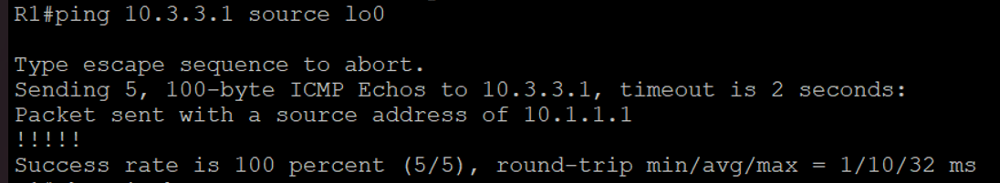 R1#ping 10.3.3.1 source lo0
Type escape sequence to abort.
Sending 5, 100-byte ICMP Echos to 10.3.3.1, timeout is 2 seconds:
Packet sent with a source address of 10.1.1.1
!!!!!
Success rate is 100 percent (5/5), round-trip min/avg/max = 1/10/32 ms